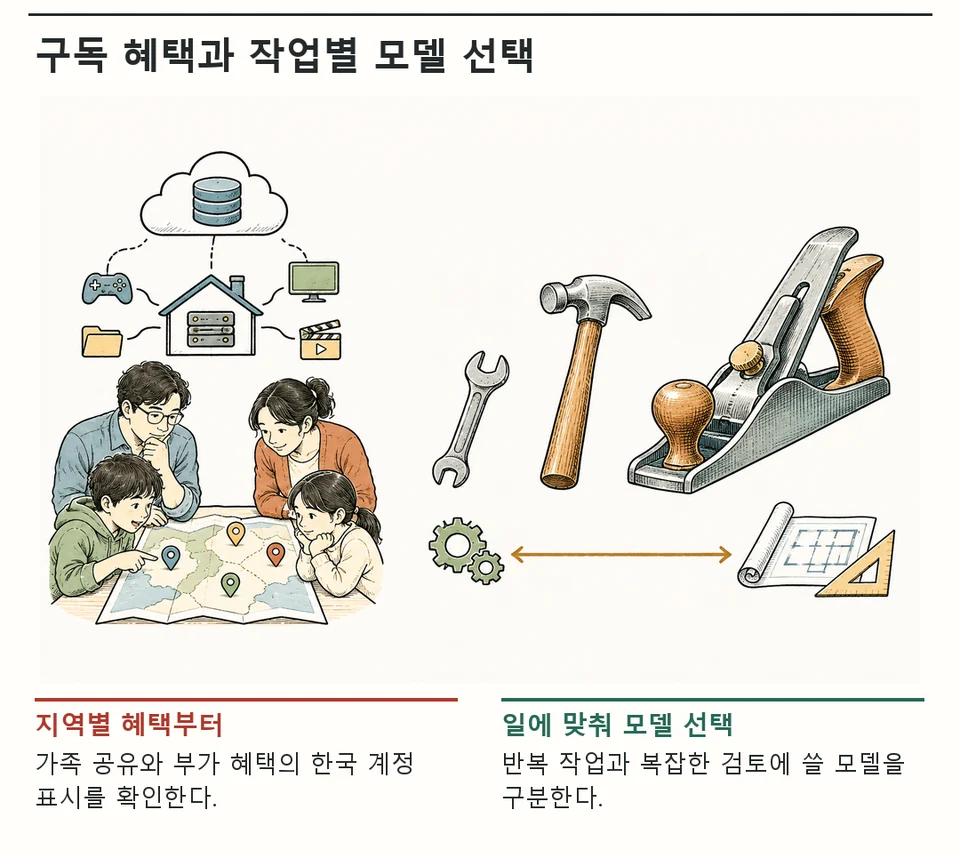 구독 혜택과 작업별 모델 선택
지역별 혜택부터
가족 공유와 부가 혜택의 한국 계정
표시를 확인한다.
일에 맞춰 모델 선택
반복 작업과 복잡한 검토에 쓸 모델을
구분한다.